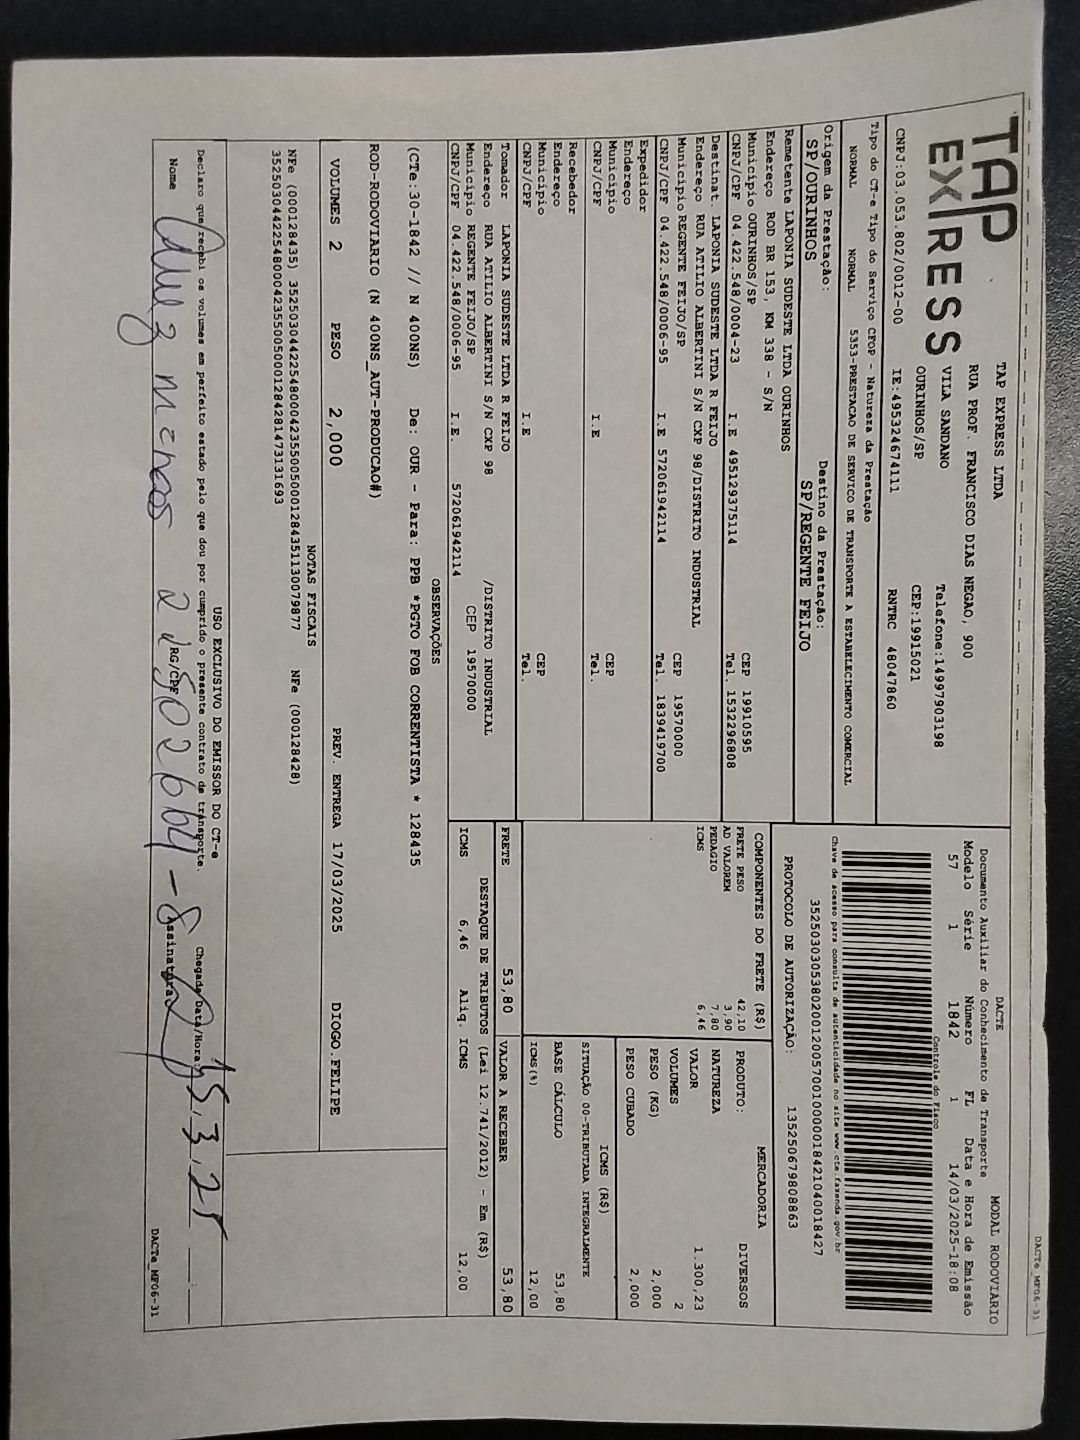 DACTe_MF06-31
TAP EXPRESS
TAP EXPRESS LTDA
RUA PROF. FRANCISCO DIAS NEGAO, 900
VILA SANDANO Telefone:14997903198
OURINHOS/SP CEP:19915021
CNPJ:03.053.802/0012-00 IE:495324674111 RNTRC 48047860
DACTE MODAL RODOVIÁRIO
Documento Auxiliar do Conhecimento de Transporte
Modelo Série Número FL Data e Hora de Emissão
57 1 1842 1 14/03/2025-18:08
Controle do Fisco
Chave de acesso para consulta de autenticidade no site www.cte.fazenda.gov.br
35250303053802001200570010000018421040018427
PROTOCOLO DE AUTORIZAÇÃO: 135250679808863
Tipo do CT-e Tipo do Serviço CFOP - Natureza da Prestação
NORMAL NORMAL 5353-PRESTACAO DE SERVICO DE TRANSPORTE A ESTABELECIMENTO COMERCIAL
Origem da Prestação: Destino da Prestação:
SP/OURINHOS SP/REGENTE FEIJO
Remetente LAPONIA SUDESTE LTDA OURINHOS
Endereço ROD BR 153, KM 338 - S/N
Município OURINHOS/SP CEP 19910595
CNPJ/CPF 04.422.548/0004-23 I.E 495129375114 Tel. 1532296808
Destinat. LAPONIA SUDESTE LTDA R FEIJO
Endereço RUA ATILIO ALBERTINI S/N CXP 98/DISTRITO INDUSTRIAL
Município REGENTE FEIJO/SP CEP 19570000
CNPJ/CPF 04.422.548/0006-95 I.E 572061942114 Tel. 1839419700
Expedidor
Endereço
Município CEP
CNPJ/CPF I.E Tel.
Recebedor
Endereço
Município CEP
CNPJ/CPF I.E Tel.
Tomador LAPONIA SUDESTE LTDA R FEIJO
Endereço RUA ATILIO ALBERTINI S/N CXP 98 /DISTRITO INDUSTRIAL
Município REGENTE FEIJO/SP CEP 19570000
CNPJ/CPF 04.422.548/0006-95 I.E. 572061942114
COMPONENTES DO FRETE (R$)
FRETE PESO 42,10
AD VALOREM 3,90
PEDAGIO 7,80
ICMS 6,46
MERCADORIA
PRODUTO: DIVERSOS
NATUREZA
VALOR 1.300,23
VOLUMES 2
PESO (KG) 2,000
PESO CUBADO 2,000
ICMS (R$)
SITUAÇÃO 00-TRIBUTADA INTEGRALMENTE
BASE CÁLCULO 53,80
ICMS(%) 12,00
FRETE 53,80 VALOR A RECEBER 53,80
DESTAQUE DE TRIBUTOS (Lei 12.741/2012) - Em (R$)
ICMS 6,46 Aliq. ICMS 12,00
OBSERVAÇÕES
(CTe:30-1842 // N 400NS) De: OUR - Para: PPB *PGTO FOB CORRENTISTA * 128435
ROD-RODOVIARIO (N 400NS_AUT-PRODUCAO#)
VOLUMES 2 PESO 2,000 PREV. ENTREGA 17/03/2025 DIOGO.FELIPE
NOTAS FISCAIS
NFe (000128435) 35250304422548000423550050001284351130079877 NFe (000128428)
35250304422548000423550050001284281473131693
USO EXCLUSIVO DO EMISSOR DO CT-e
Declaro que recebi os volumes em perfeito estado pelo que dou por cumprido o presente contrato de transporte.
Chegada Data/Hora 15.3.25
Nome RG/CPF Assinatura
DACTe_MF06-31